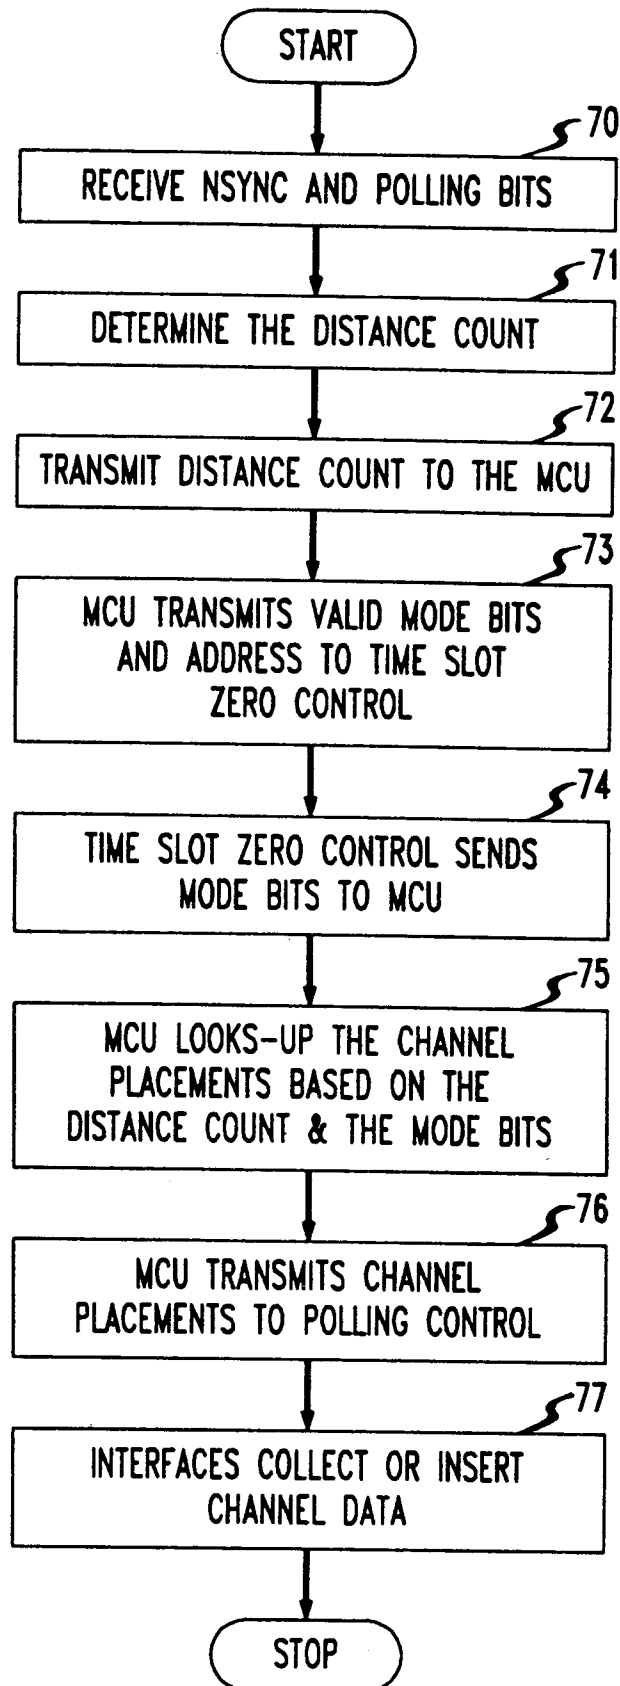 START
70
RECEIVE NSYNC AND POLLING BITS
71
DETERMINE THE DISTANCE COUNT
72
TRANSMIT DISTANCE COUNT TO THE MCU
73
MCU TRANSMITS VALID MODE BITS
AND ADDRESS TO TIME SLOT
ZERO CONTROL
74
TIME SLOT ZERO CONTROL SENDS
MODE BITS TO MCU
75
MCU LOOKS-UP THE CHANNEL
PLACEMENTS BASED ON THE
DISTANCE COUNT & THE MODE BITS
76
MCU TRANSMITS CHANNEL
PLACEMENTS TO POLLING CONTROL
77
INTERFACES COLLECT OR INSERT
CHANNEL DATA
STOP